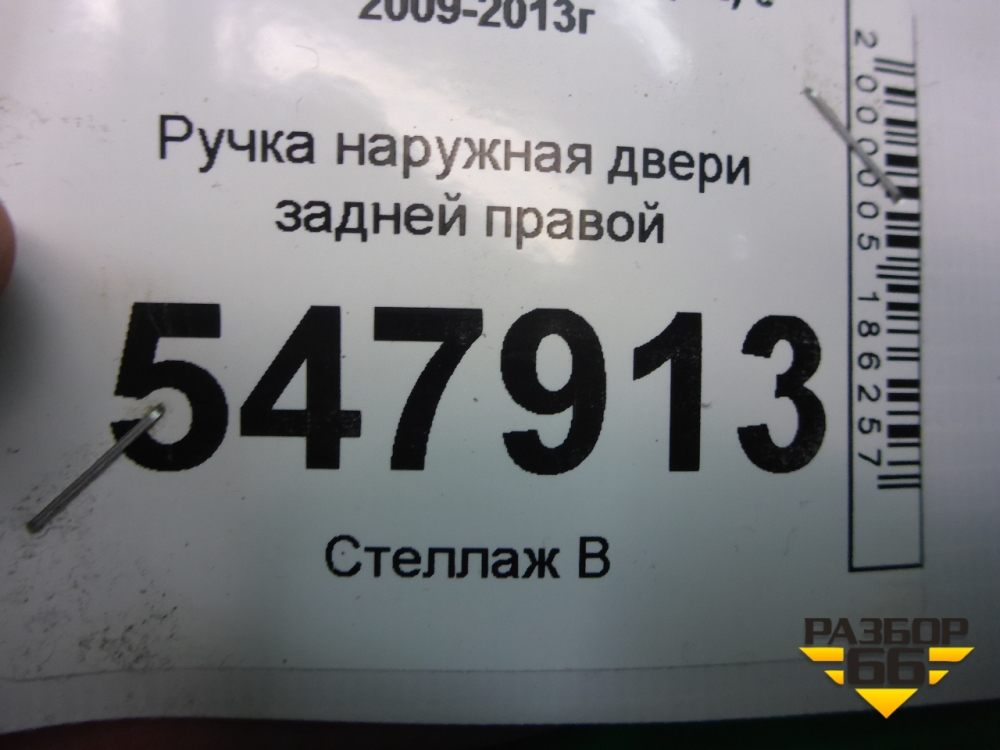 2009-2013г
Ручка наружная двери
задней правой
547913
Стеллаж В
2000005186257
РАЗБОР
66